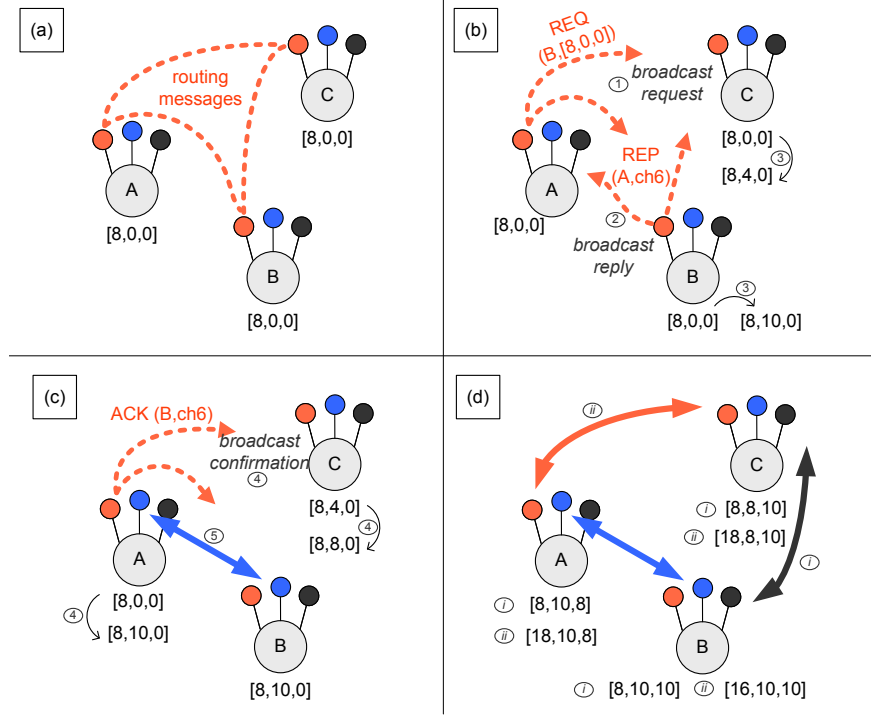 (a)
C
routing
messages
[8,0,0]
A
[8,0,0]
B
[8,0,0]
(b)
REQ
(B,[8,0,0])
1 broadcast
request
C
[8,0,0]
3
[8,4,0]
REP
(A,ch6)
A
[8,0,0]
2
broadcast
reply
B
3
[8,0,0] [8,10,0]
(c)
ACK (B,ch6)
broadcast
confirmation
4
C
[8,4,0]
4
[8,8,0]
5
A
4
[8,0,0]
[8,10,0]
B
[8,10,0]
(d)
ii
C
i [8,8,10]
ii [18,8,10]
A
i
i [8,10,8]
ii [18,10,8]
B
i [8,10,10] ii [16,10,10]